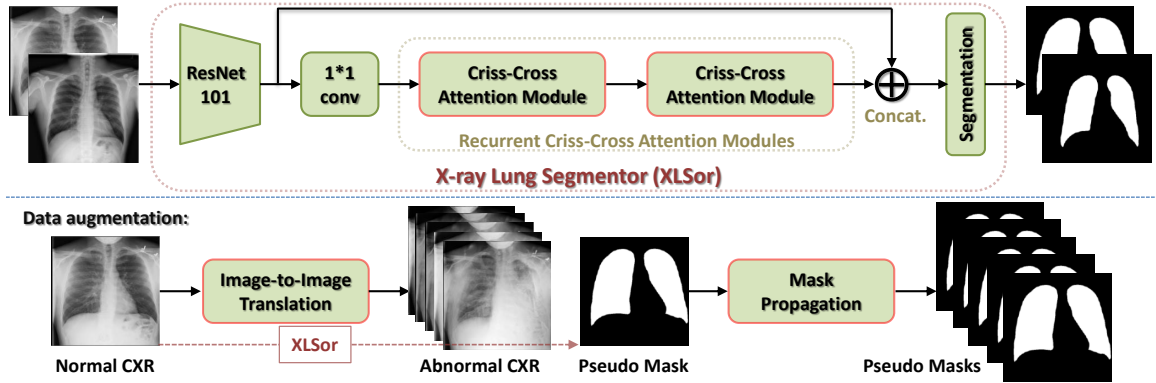 ResNet
101
1*1
conv
Criss-Cross
Attention Module
Criss-Cross
Attention Module
Concat.
Segmentation
Recurrent Criss-Cross Attention Modules
X-ray Lung Segmentor (XLSor)
Data augmentation:
Image-to-Image
Translation
Mask
Propagation
XLSor
Normal CXR
Abnormal CXR
Pseudo Mask
Pseudo Masks